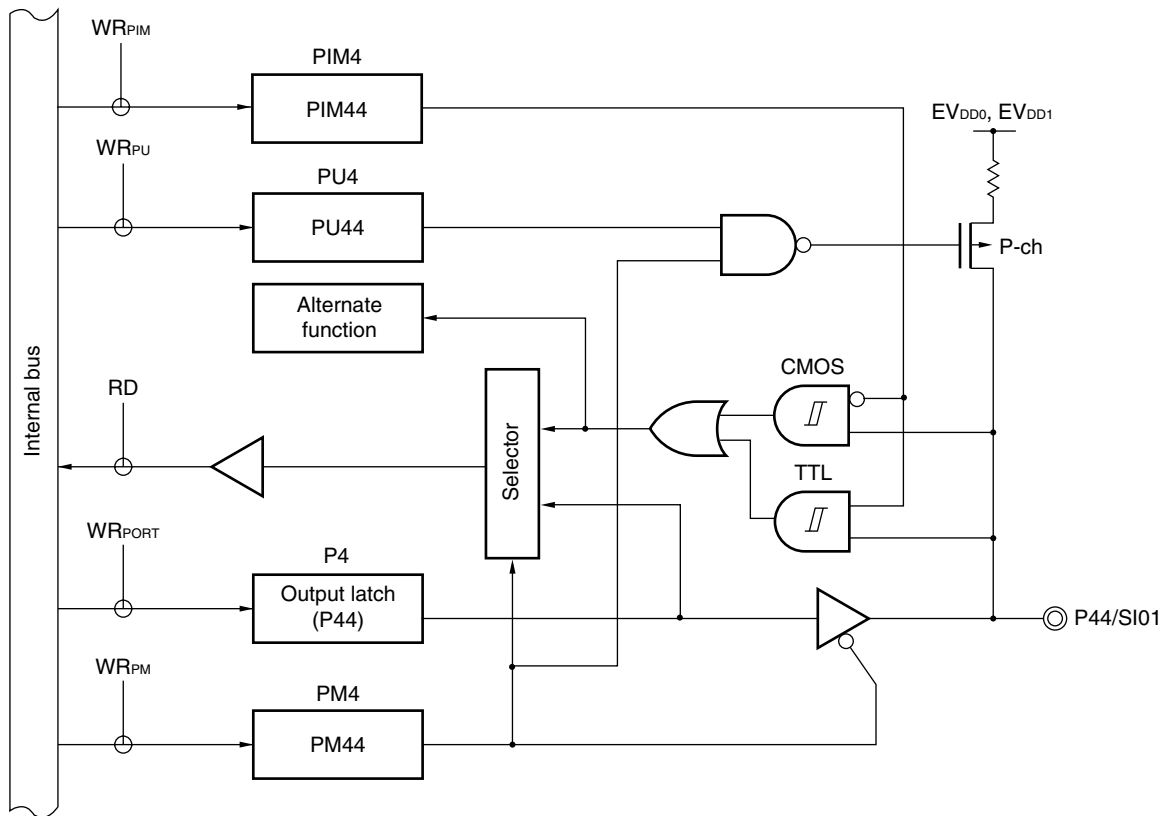 WRPIM
PIM4
PIM44
EVDD0, EVDD1
WRPU
PU4
PU44
P-ch
Alternate
function
CMOS
Internal bus
RD
Selector
TTL
WRPORT
P4
Output latch
(P44)
P44/SI01
WRPM
PM4
PM44